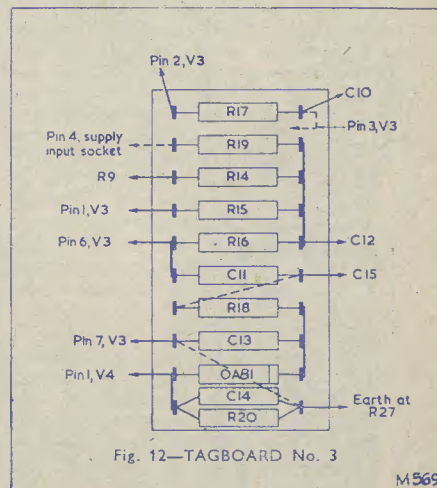 Pin 2, V3
C10
R17
Pin 3, V3
Pin 4, supply
input socket
R19
R9
R14
Pin 1, V3
R15
Pin 6, V3
R16
C12
C11
C15
R18
Pin 7, V3
C13
Pin 1, V4
OA81
C14
Earth at
R27
R20
Fig. 12—TAGBOARD No. 3
M569